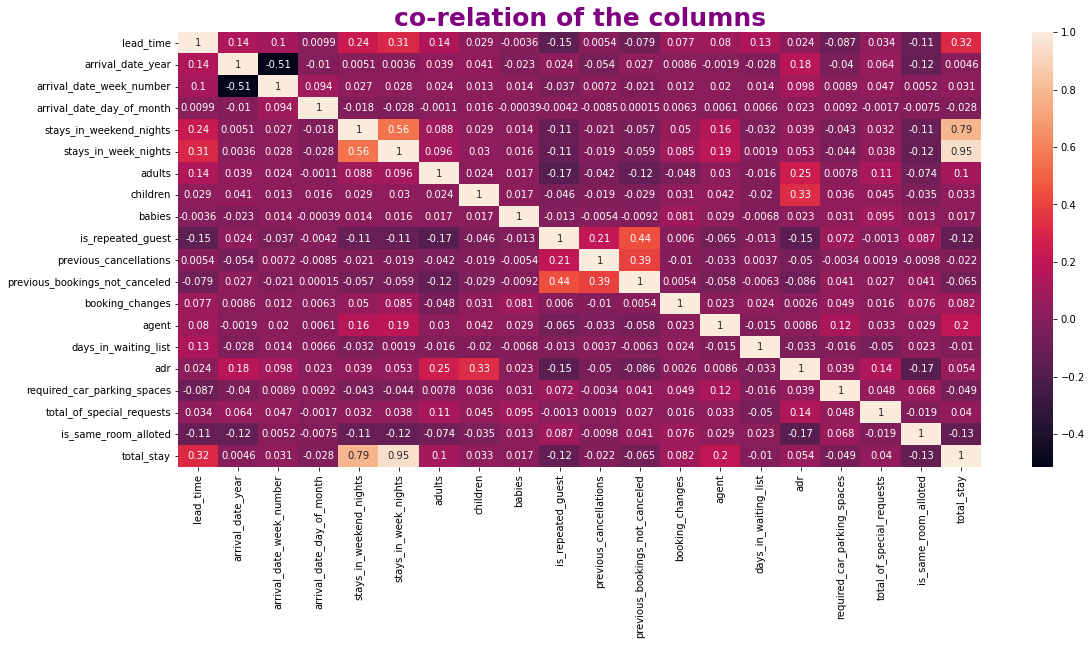 co-relation of the columns
lead_time 1 0.14 0.1 0.0099 0.24 0.31 0.14 0.029 -0.0036 -0.15 0.0054 -0.079 0.077 0.08 0.13 0.024 -0.087 0.034 -0.11 0.32 1.0
arrival_date_year 0.14 1 -0.51 -0.01 0.0051 0.0036 0.039 0.041 -0.023 0.024 -0.054 0.027 0.0086 -0.0019 -0.028 0.18 -0.04 0.064 -0.12 0.0046
arrival_date_week_number 0.1 -0.51 1 0.094 0.027 0.028 0.024 0.013 0.014 -0.037 0.0072 -0.021 0.012 0.02 0.014 0.098 0.0089 0.047 0.0052 0.031
0.8
arrival_date_day_of_month 0.0099 -0.01 0.094 1 -0.018 -0.028 -0.0011 0.016 -0.00039 -0.0042 -0.0085 0.00015 0.0063 0.0061 0.0066 0.023 0.0092 -0.0017 -0.0075 -0.028
stays_in_weekend_nights 0.24 0.0051 0.027 -0.018 1 0.56 0.088 0.029 0.014 -0.11 -0.021 -0.057 0.05 0.16 -0.032 0.039 -0.043 0.032 -0.11 0.79
0.6
stays_in_week_nights 0.31 0.0036 0.028 -0.028 0.56 1 0.096 0.03 0.016 -0.11 -0.019 -0.059 0.085 0.19 0.0019 0.053 -0.044 0.038 -0.12 0.95
adults 0.14 0.039 0.024 -0.0011 0.088 0.096 1 0.024 0.017 -0.17 -0.042 -0.12 -0.048 0.03 -0.016 0.25 0.0078 0.11 -0.074 0.1
children 0.029 0.041 0.013 0.016 0.029 0.03 0.024 1 0.017 -0.046 -0.019 -0.029 0.031 0.042 -0.02 0.33 0.036 0.045 -0.035 0.033
0.4
babies -0.0036 -0.023 0.014 -0.00039 0.014 0.016 0.017 0.017 1 -0.013 -0.0054 -0.0092 0.081 0.029 -0.0068 0.023 0.031 0.095 0.013 0.017
is_repeated_guest -0.15 0.024 -0.037 -0.0042 -0.11 -0.11 -0.17 -0.046 -0.013 1 0.21 0.44 0.006 -0.065 -0.013 -0.15 0.072 -0.0013 0.087 -0.12
0.2
previous_cancellations 0.0054 -0.054 0.0072 -0.0085 -0.021 -0.019 -0.042 -0.019 -0.0054 0.21 1 0.39 -0.01 -0.033 0.0037 -0.05 -0.034 0.0019 -0.0098 -0.022
previous_bookings_not_canceled -0.079 0.027 -0.021 0.00015 -0.057 -0.059 -0.12 -0.029 -0.0092 0.44 0.39 1 0.0054 -0.058 -0.0063 -0.086 0.041 0.027 0.041 -0.065
booking_changes 0.077 0.0086 0.012 0.0063 0.05 0.085 -0.048 0.031 0.081 0.006 -0.01 0.0054 1 0.023 0.024 0.0026 0.049 0.016 0.076 0.082
0.0
agent 0.08 -0.0019 0.02 0.0061 0.16 0.19 0.03 0.042 0.029 -0.065 -0.033 -0.058 0.023 1 -0.015 0.0086 0.12 0.033 0.029 0.2
days_in_waiting_list 0.13 -0.028 0.014 0.0066 -0.032 0.0019 -0.016 -0.02 -0.0068 -0.013 0.0037 -0.0063 0.024 -0.015 1 -0.033 -0.016 -0.05 0.023 -0.01
adr 0.024 0.18 0.098 0.023 0.039 0.053 0.25 0.33 0.023 -0.15 -0.05 -0.086 0.0026 0.0086 -0.033 1 0.039 0.14 -0.17 0.054
-0.2
required_car_parking_spaces -0.087 -0.04 0.0089 0.0092 -0.043 -0.044 0.0078 0.036 0.031 0.072 -0.0034 0.041 0.049 0.12 -0.016 0.039 1 0.048 0.068 -0.049
total_of_special_requests 0.034 0.064 0.047 -0.0017 0.032 0.038 0.11 0.045 0.095 -0.0013 0.0019 0.027 0.016 0.033 -0.05 0.14 0.048 1 -0.019 0.04
is_same_room_alloted -0.11 -0.12 0.0052 -0.0075 -0.11 -0.12 -0.074 -0.035 0.013 0.087 -0.0098 0.041 0.076 0.029 0.023 -0.17 0.068 -0.019 1 -0.13
-0.4
total_stay 0.32 0.0046 0.031 -0.028 0.79 0.95 0.1 0.033 0.017 -0.12 -0.022 -0.065 0.082 0.2 -0.01 0.054 -0.049 0.04 -0.13 1
lead_time
arrival_date_year
arrival_date_week_number
arrival_date_day_of_month
stays_in_weekend_nights
stays_in_week_nights
adults
children
babies
is_repeated_guest
previous_cancellations
previous_bookings_not_canceled
booking_changes
agent
days_in_waiting_list
adr
required_car_parking_spaces
total_of_special_requests
is_same_room_alloted
total_stay